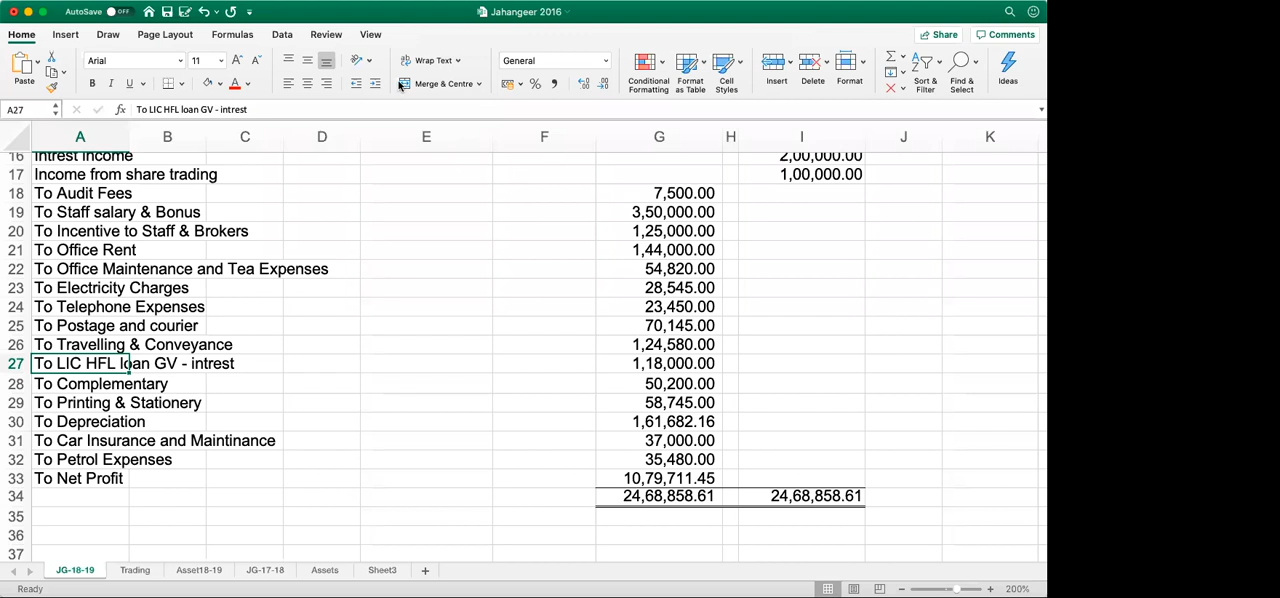 AutoSave OFF Jahangeer 2016
Home Insert Draw Page Layout Formulas Data Review View Share Comments
Paste Arial 11 Wrap Text General Merge & Centre
Conditional Formatting Format as Table Cell Styles Insert Delete Format Sort & Filter Find & Select Ideas
A27 fx To LIC HFL loan GV - intrest
A B C D E F G H I J K
16 Intrest Income 2,00,000.00
17 Income from share trading 1,00,000.00
18 To Audit Fees 7,500.00
19 To Staff salary & Bonus 3,50,000.00
20 To Incentive to Staff & Brokers 1,25,000.00
21 To Office Rent 1,44,000.00
22 To Office Maintenance and Tea Expenses 54,820.00
23 To Electricity Charges 28,545.00
24 To Telephone Expenses 23,450.00
25 To Postage and courier 70,145.00
26 To Travelling & Conveyance 1,24,580.00
27 To LIC HFL loan GV - intrest 1,18,000.00
28 To Complementary 50,200.00
29 To Printing & Stationery 58,745.00
30 To Depreciation 1,61,682.16
31 To Car Insurance and Maintinance 37,000.00
32 To Petrol Expenses 35,480.00
33 To Net Profit 10,79,711.45
34 24,68,858.61 24,68,858.61
35
36
37
JG-18-19 Trading Asset18-19 JG-17-18 Assets Sheet3 +
Ready 200%